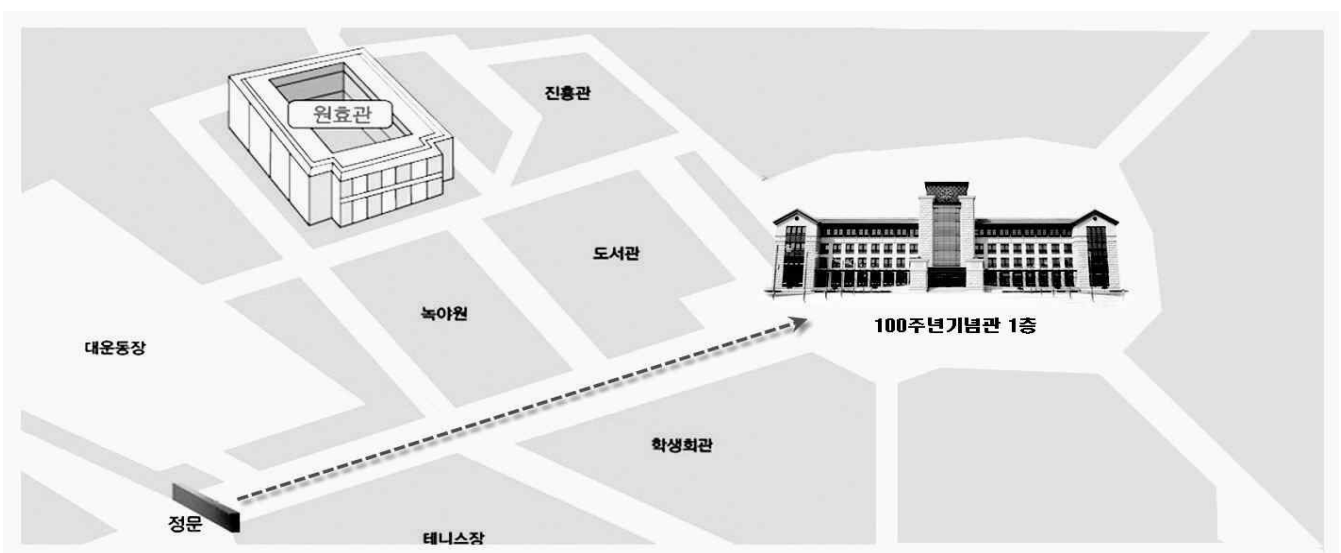 진흥관
원효관
도서관
녹야원
100주년기념관 1층
대운동장
학생회관
정문
테니스장